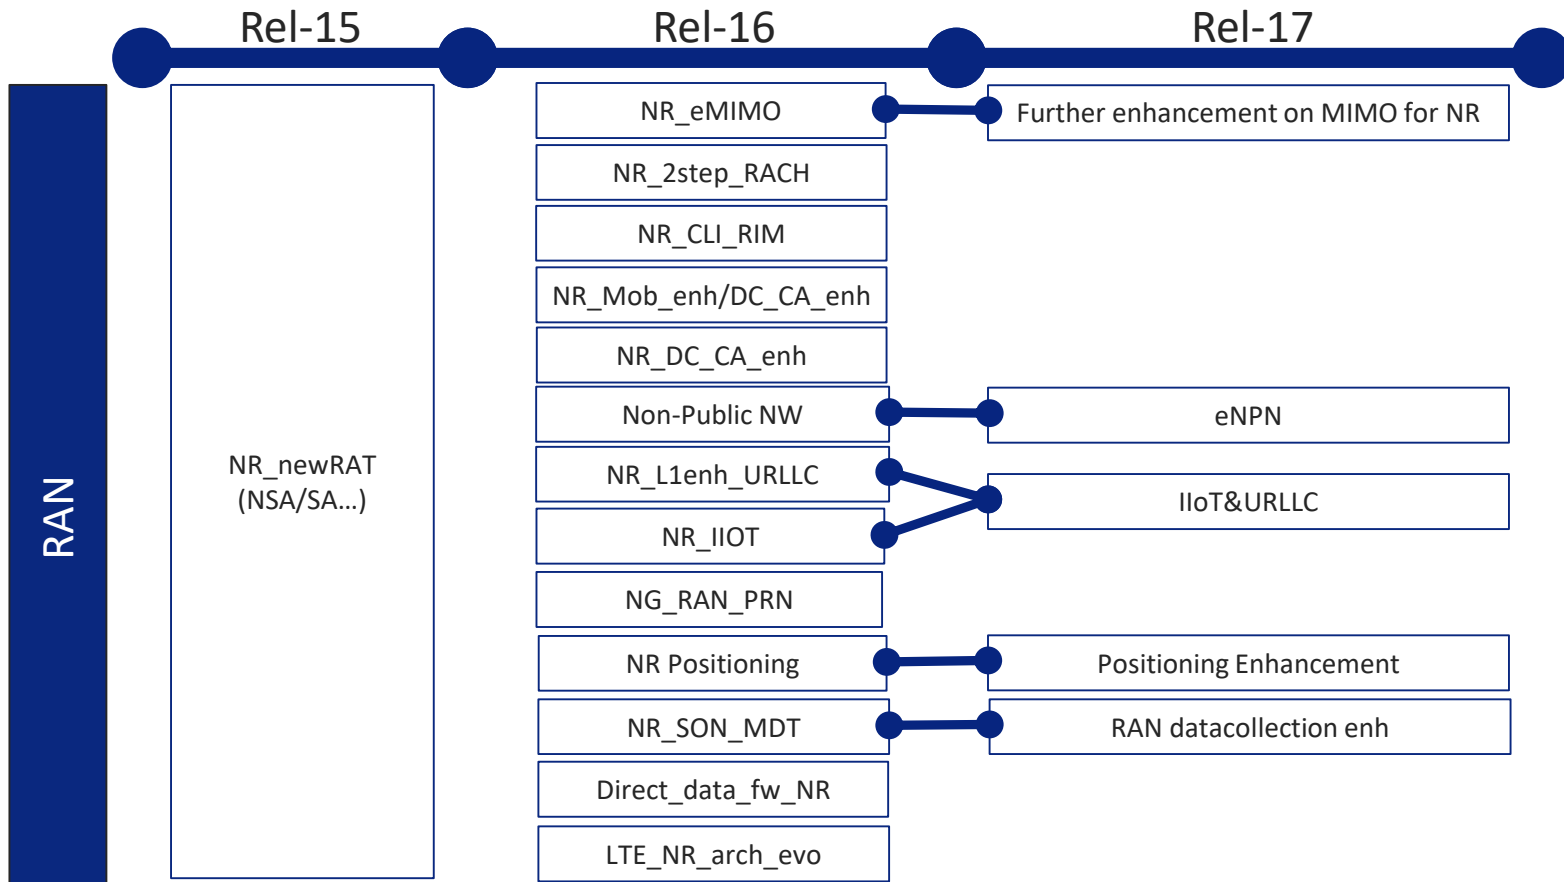 Rel-15
Rel-16
Rel-17
RAN
NR_newRAT
(NSA/SA...)
NR_eMIMO
Further enhancement on MIMO for NR
NR_2step_RACH
NR_CLI_RIM
NR_Mob_enh/DC_CA_enh
NR_DC_CA_enh
Non-Public NW
eNPN
NR_L1enh_URLLC
IIoT&URLLC
NR_IIOT
NG_RAN_PRN
NR Positioning
Positioning Enhancement
NR_SON_MDT
RAN datacollection enh
Direct_data_fw_NR
LTE_NR_arch_evo